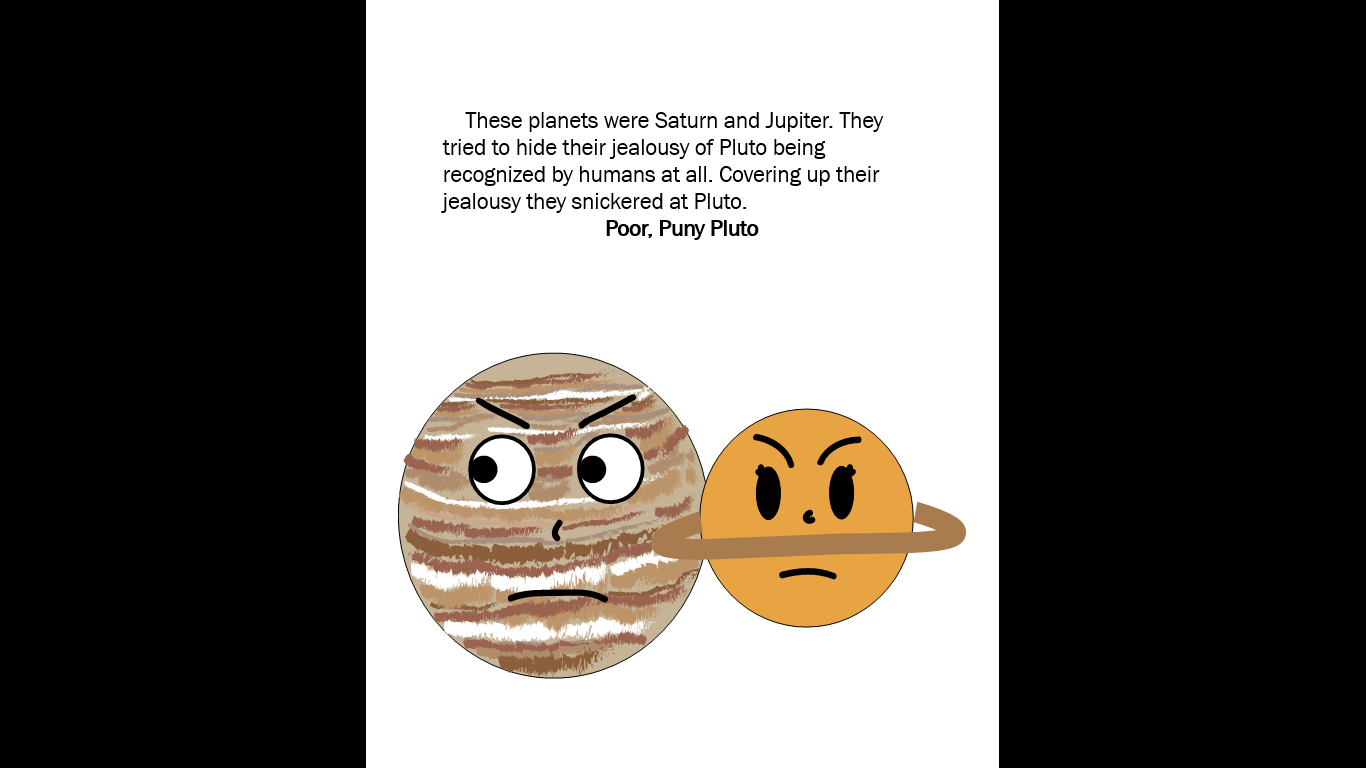 These planets were Saturn and Jupiter. They
tried to hide their jealousy of Pluto being
recognized by humans at all. Covering up their
jealousy they snickered at Pluto.
Poor, Puny Pluto